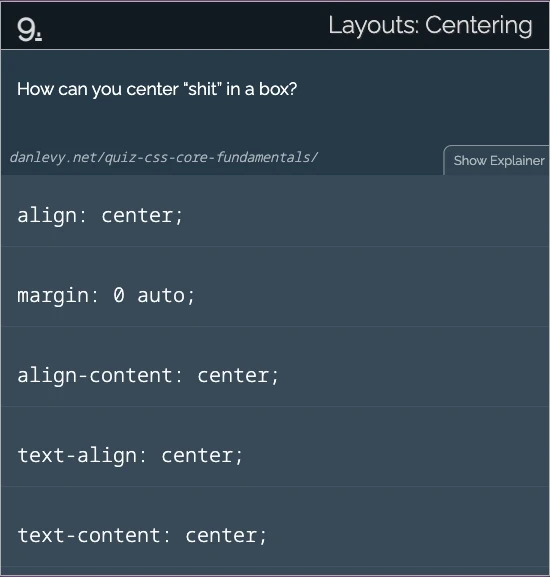 9.
Layouts: Centering
How can you center “shit” in a box?
danlevy.net/quiz-css-core-fundamentals/
Show Explainer
align: center;
margin: 0 auto;
align-content: center;
text-align: center;
text-content: center;